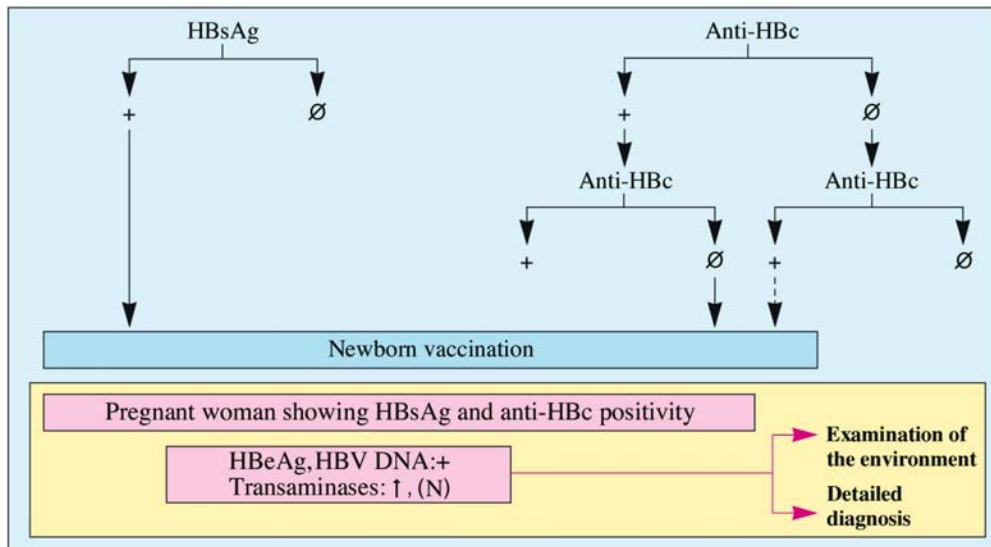 HBsAg
Anti-HBc
+
Ø
+
Ø
Anti-HBc
Anti-HBc
+
Ø
+
Ø
Newborn vaccination
Pregnant woman showing HBsAg and anti-HBc positivity
HBeAg, HBV DNA:+
Transaminases: ↑, (N)
Examination of
the environment
Detailed
diagnosis